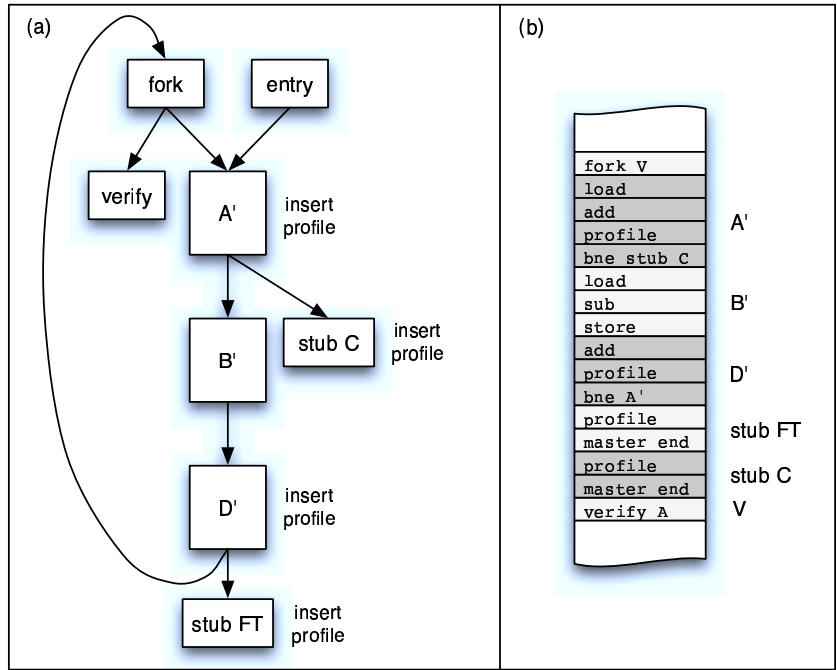 (a)
fork
entry
verify
A'
insert
profile
B'
stub C
insert
profile
D'
insert
profile
stub FT
insert
profile
(b)
fork V
load
add
profile
bne stub C
A'
load
sub
store
B'
add
profile
bne A'
D'
profile
master end
stub FT
profile
master end
stub C
verify A
V